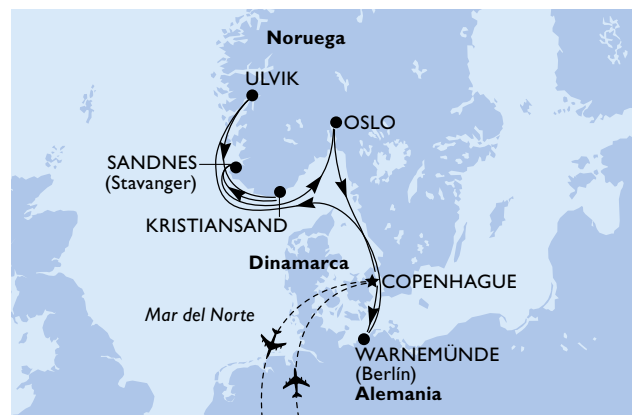 Noruega
ULVIK
OSLO
SANDNES
(Stavanger)
KRISTIANSAND
Dinamarca
COPENHAGUE
Mar del Norte
WARNEMÜNDE
(Berlín)
Alemania